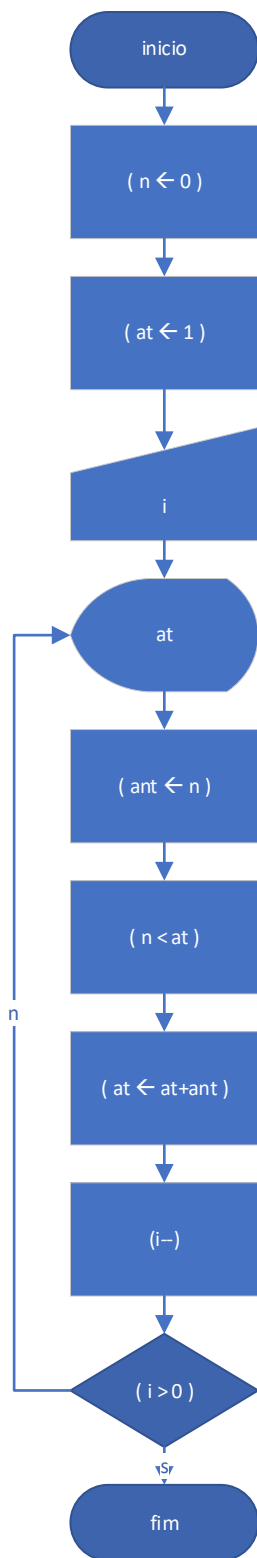 inicio
( n ← 0 )
( at ← 1 )
i
at
( ant ← n )
( n < at )
n
( at ← at+ant )
(i--)
( i > 0 )
s
fim